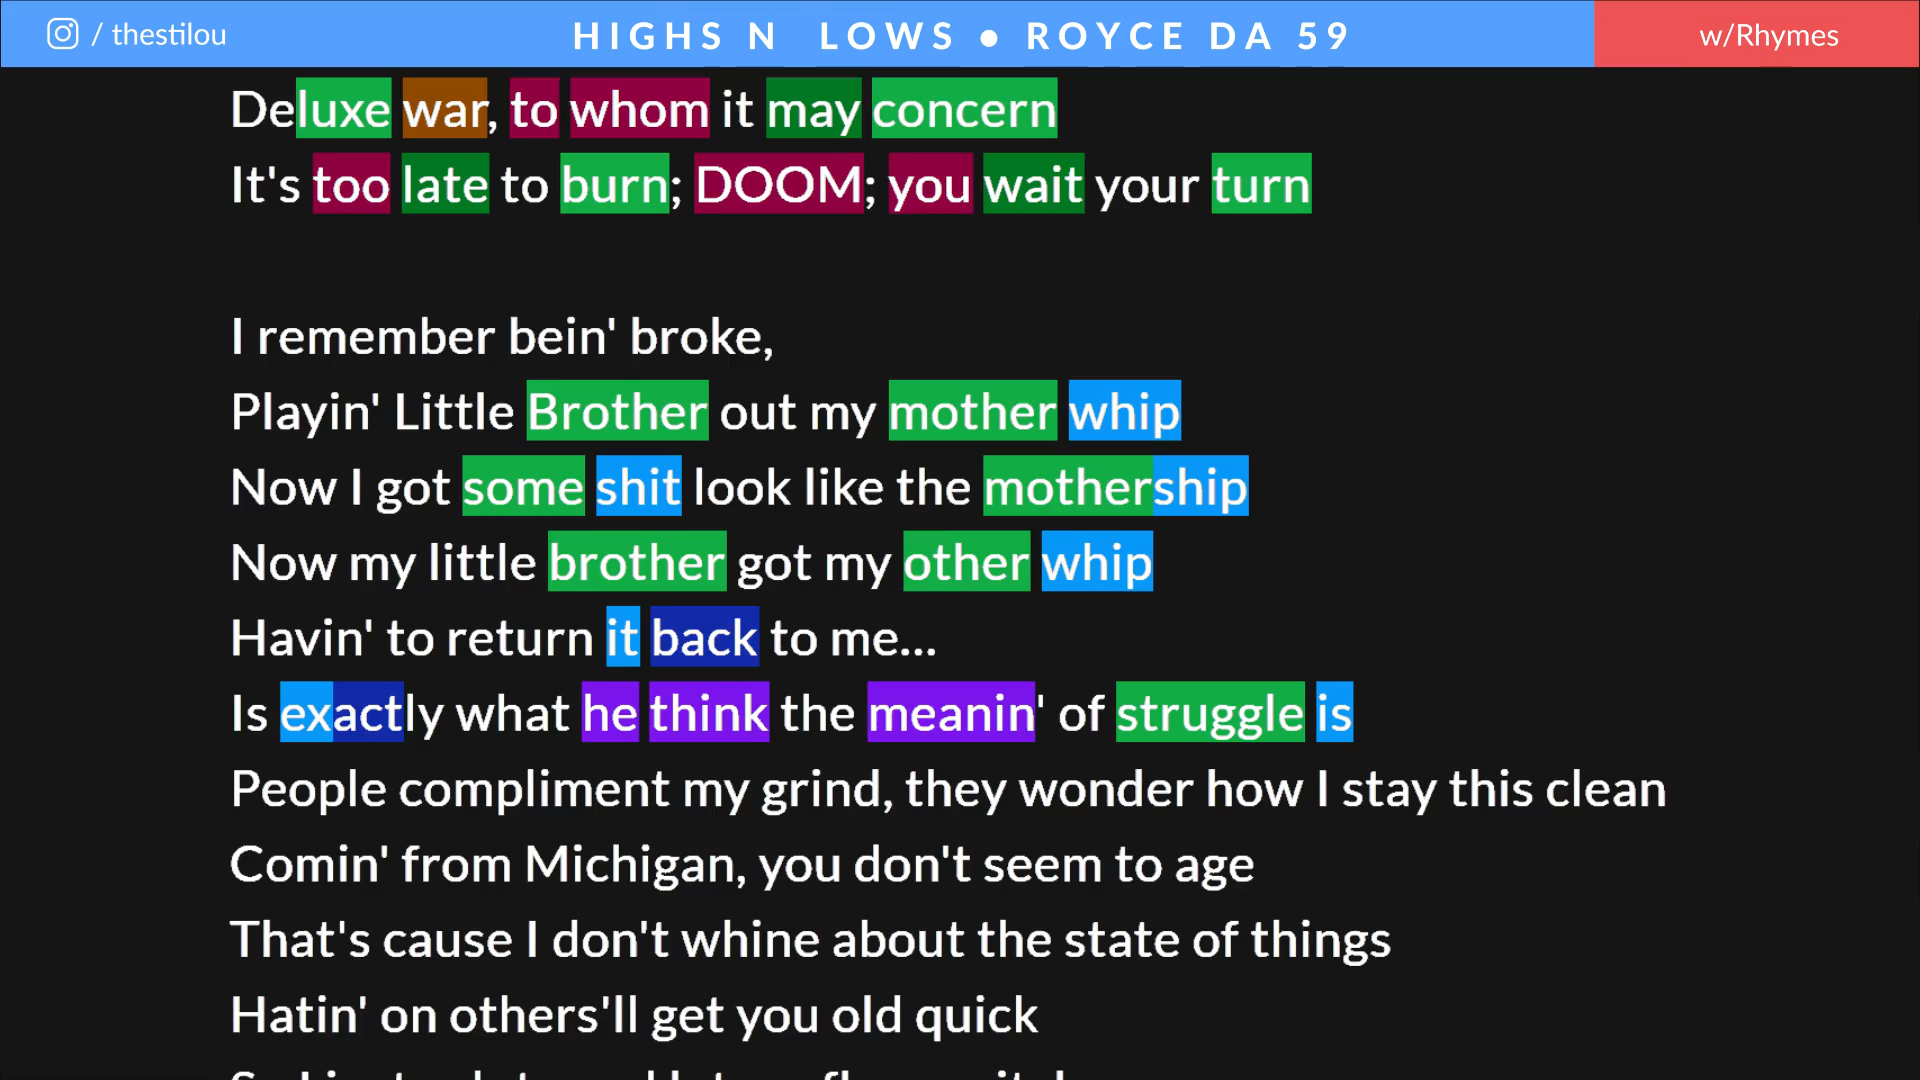 / thestilou
HIGHS N LOWS ● ROYCE DA 59
w/Rhymes
Deluxe war, to whom it may concern
It's too late to burn; DOOM; you wait your turn
I remember bein' broke,
Playin' Little Brother out my mother whip
Now I got some shit look like the mothership
Now my little brother got my other whip
Havin' to return it back to me...
Is exactly what he think the meanin' of struggle is
People compliment my grind, they wonder how I stay this clean
Comin' from Michigan, you don't seem to age
That's cause I don't whine about the state of things
Hatin' on others'll get you old quick